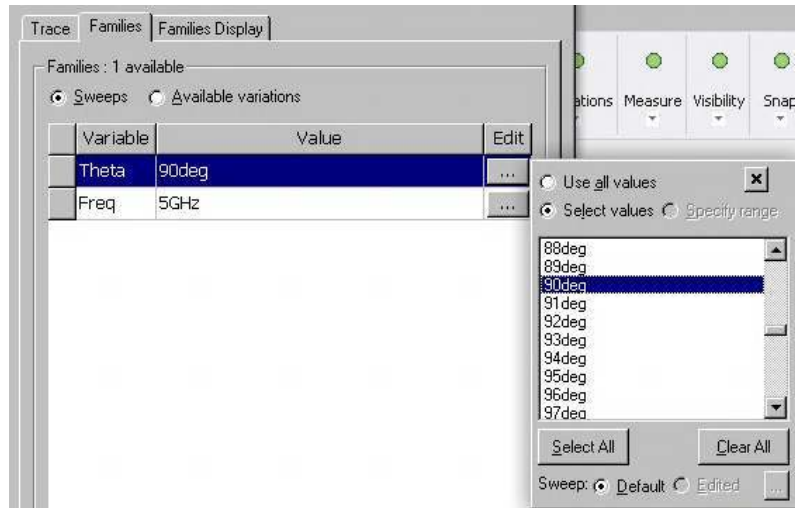 Trace Families Families Display
Families : 1 available
Sweeps Available variations
ations Measure Visibility Snap
Variable Value Edit
Theta 90deg ...
Freq 5GHz ...
Use all values
Select values Specify range
88deg
89deg
90deg
91deg
92deg
93deg
94deg
95deg
96deg
97deg
Select All Clear All
Sweep: Default Edited ...